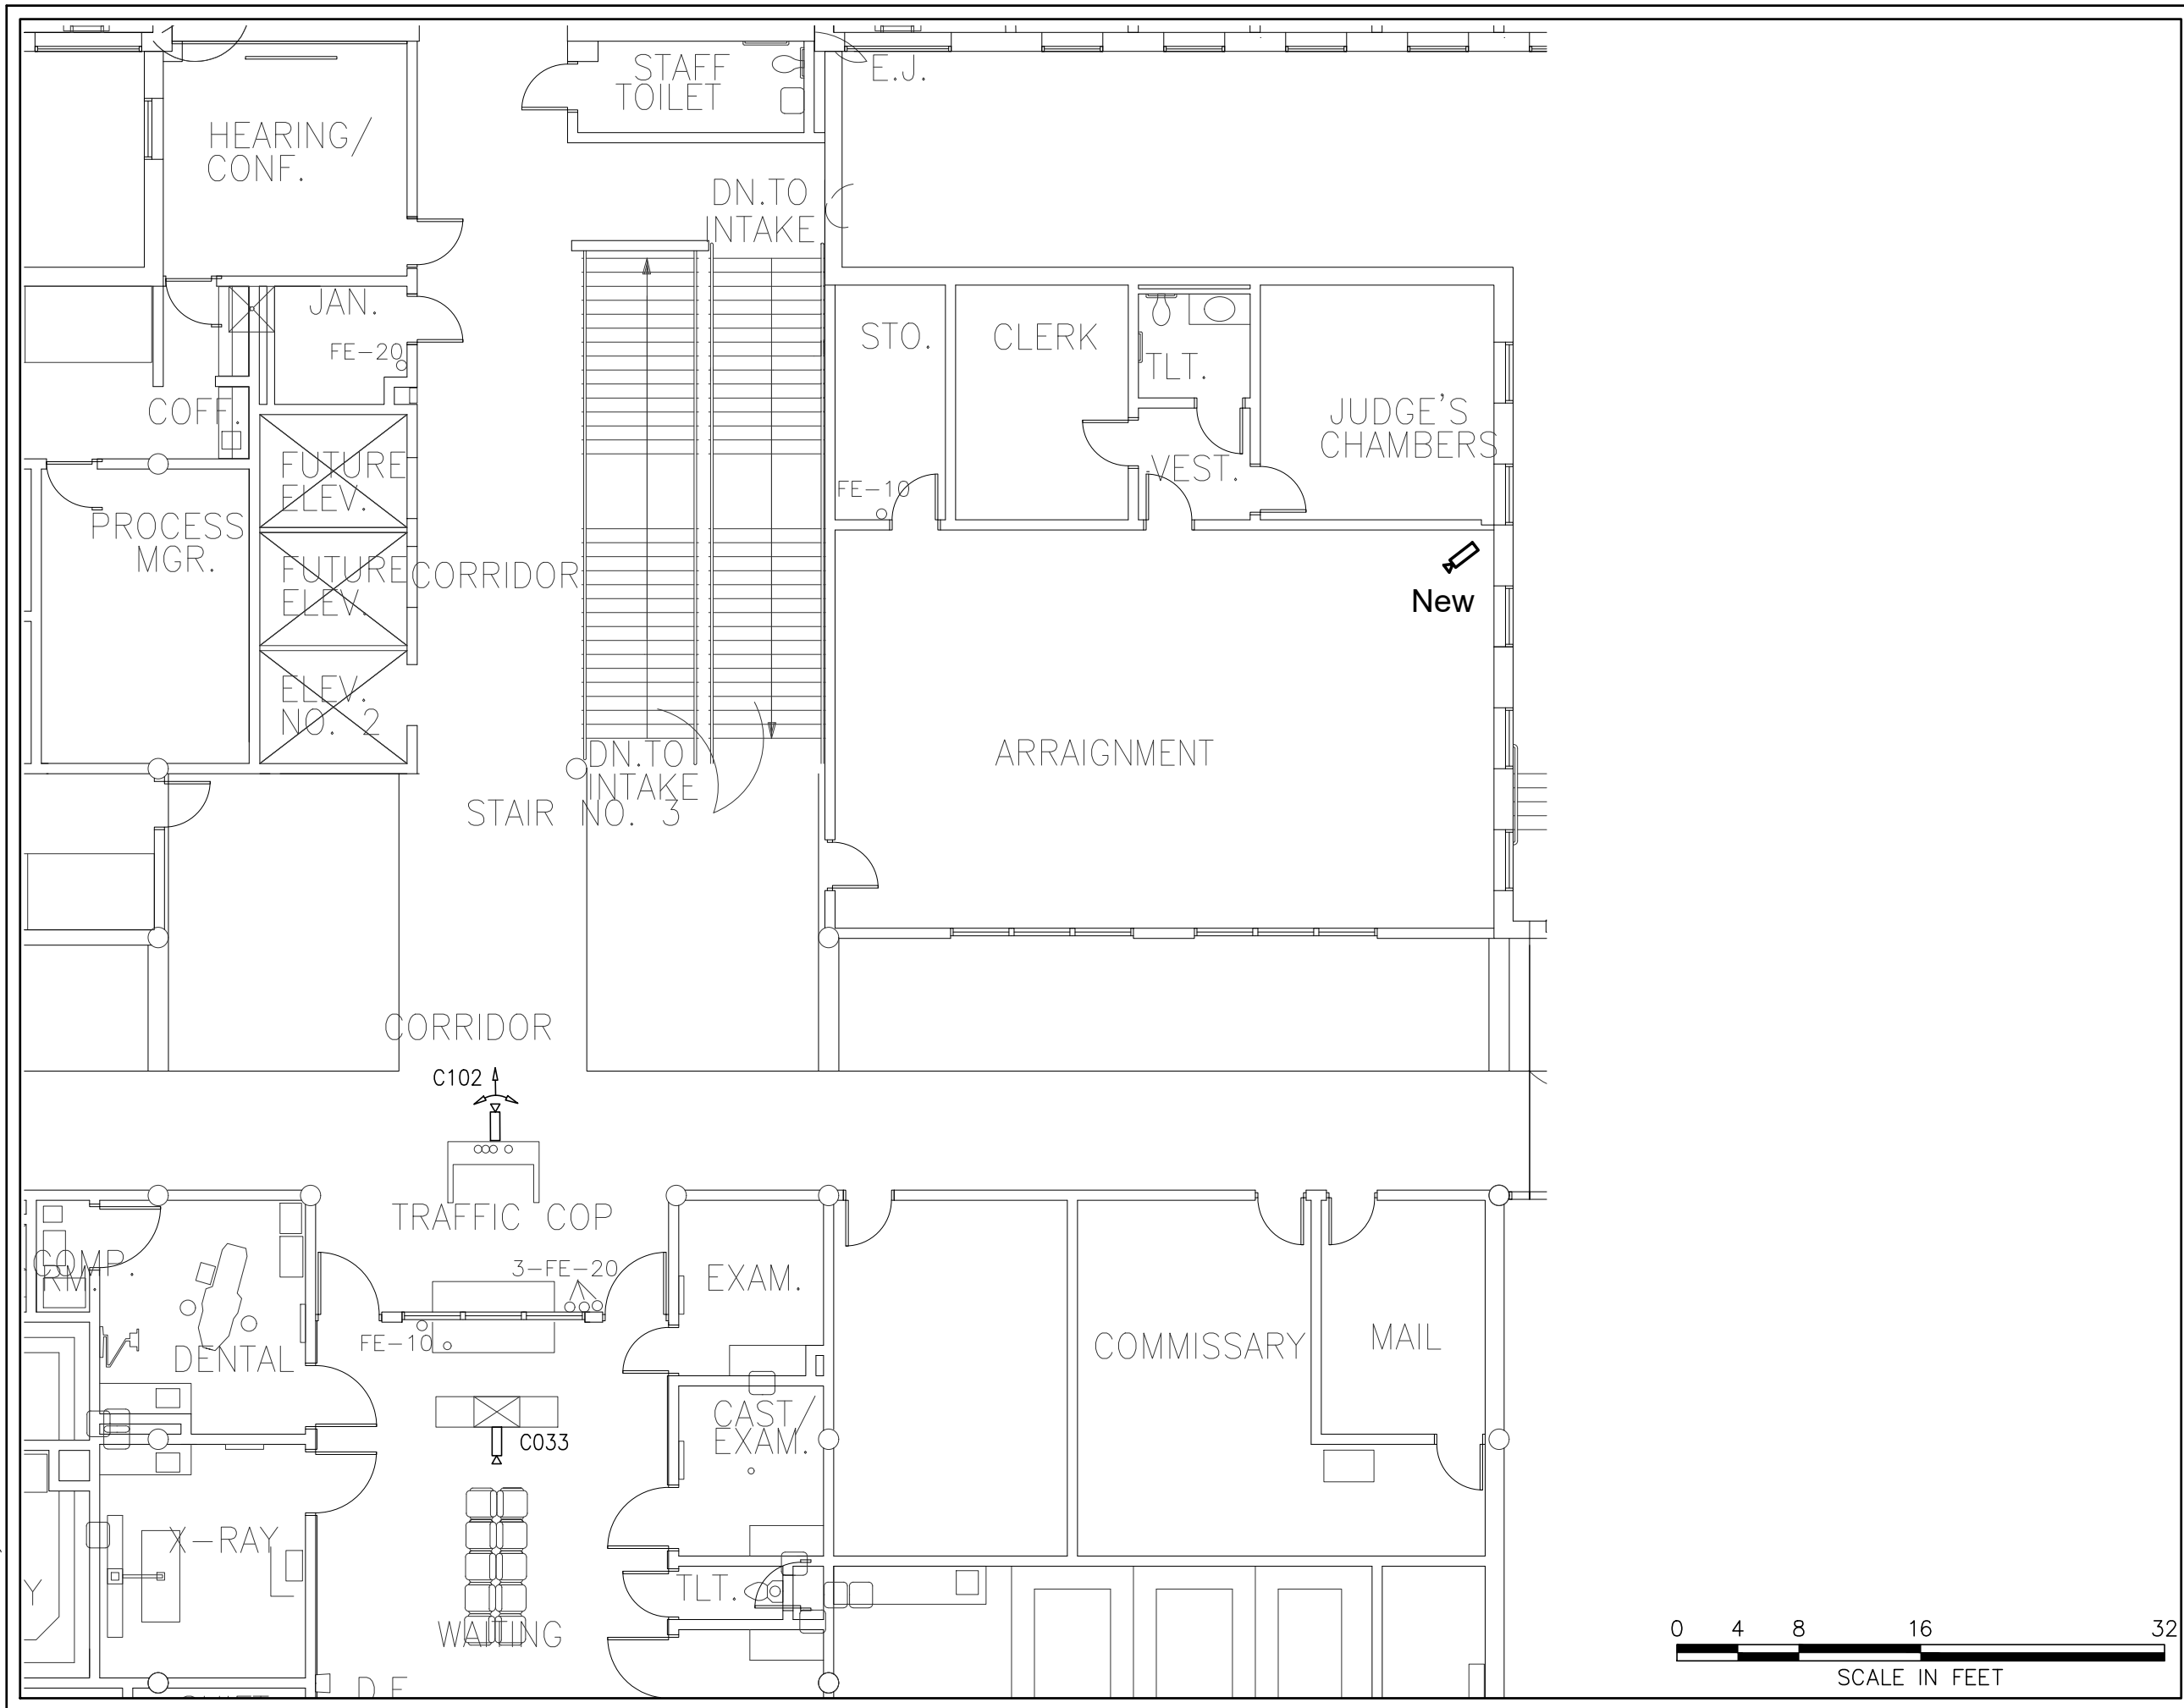 STAFF
TOILET
E.J.
HEARING/
CONF.
DN.TO
INTAKE
JAN.
FE-20
STO.
CLERK
TLT.
JUDGE'S
CHAMBERS
COFF.
VEST.
FE-10
FUTURE
ELEV.
PROCESS
MGR.
FUTURE
ELEV.
CORRIDOR
New
ELEV.
NO. 2
DN.TO
INTAKE
STAIR NO. 3
ARRAIGNMENT
CORRIDOR
C102
TRAFFIC COP
COMP.
RM.
3-FE-20
EXAM.
FE-10
DENTAL
COMMISSARY
MAIL
CAST/
EXAM.
C033
X-RAY
Y
TLT.
WAITING
D.F.
0 4 8 16 32
SCALE IN FEET